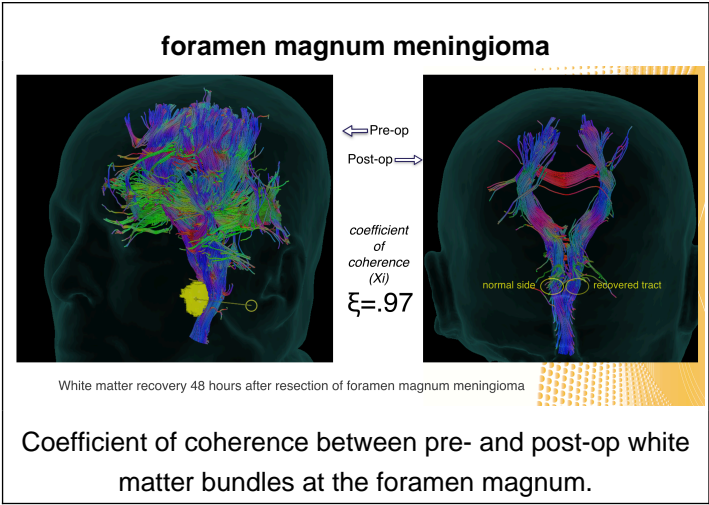 foramen magnum meningioma
Pre-op
Post-op
coefficient
of
coherence
(Xi)
ξ=.97
normal side
recovered tract
White matter recovery 48 hours after resection of foramen magnum meningioma
Coefficient of coherence between pre- and post-op white
matter bundles at the foramen magnum.